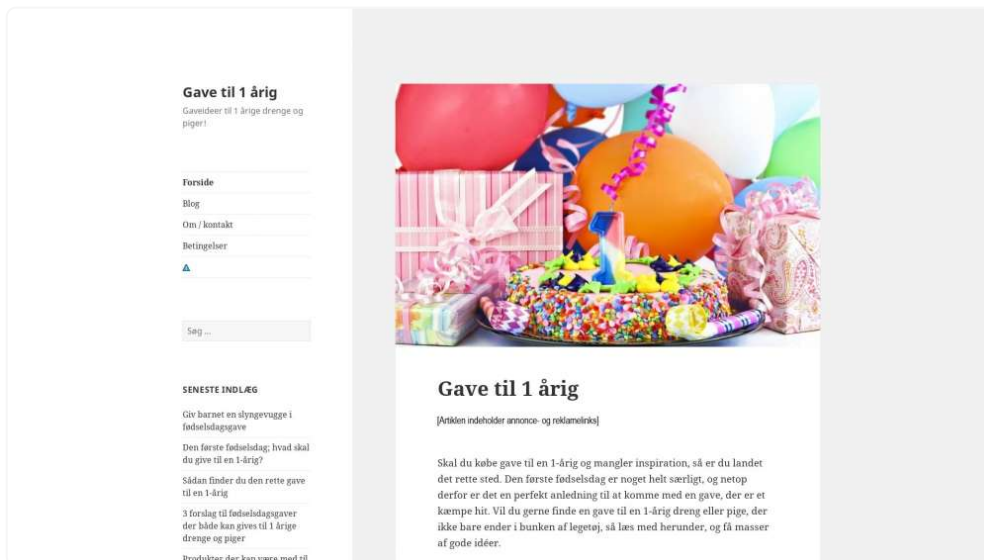 Gave til 1 årig
Gaveideer til 1 årige drenge og
piger!
Forside
Blog
Om / kontakt
Betingelser
Søg ...
SENESTE INDLÆG
Giv barnet en slyngevugge i
fødselsdagsgave
Den første fødselsdag; hvad skal
du give til en 1-årig?
Sådan finder du den rette gave
til en 1-årig
3 forslag til fødselsdagsgaver
der både kan gives til 1 årige
drenge og piger
Produkter der kan være med til
1
Gave til 1 årig
[Artiklen indeholder annonce- og reklamelinks]
Skal du købe gave til en 1-årig og mangler inspiration, så er du landet
det rette sted. Den første fødselsdag er noget helt særligt, og netop
derfor er det en perfekt anledning til at komme med en gave, der er et
kæmpe hit. Vil du gerne finde en gave til en 1-årig dreng eller pige, der
ikke bare ender i bunken af legetøj, så læs med herunder, og få masser
af gode idéer.